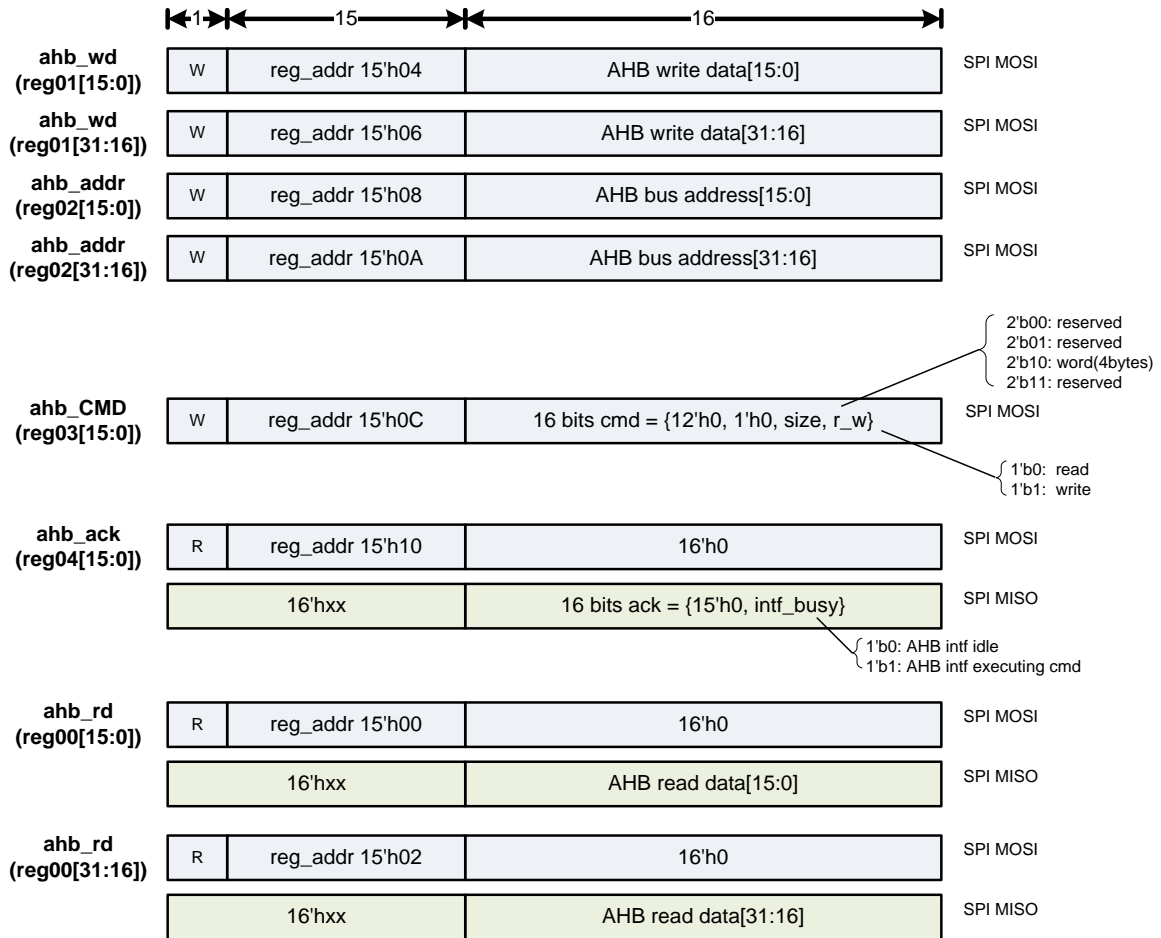 1 15 16
ahb_wd
(reg01[15:0])
W reg_addr 15'h04 AHB write data[15:0] SPI MOSI
ahb_wd
(reg01[31:16])
W reg_addr 15'h06 AHB write data[31:16] SPI MOSI
ahb_addr
(reg02[15:0])
W reg_addr 15'h08 AHB bus address[15:0] SPI MOSI
ahb_addr
(reg02[31:16])
W reg_addr 15'h0A AHB bus address[31:16] SPI MOSI
2'b00: reserved
2'b01: reserved
2'b10: word(4bytes)
2'b11: reserved
ahb_CMD
(reg03[15:0])
W reg_addr 15'h0C 16 bits cmd = {12'h0, 1'h0, size, r_w} SPI MOSI
1'b0: read
1'b1: write
ahb_ack
(reg04[15:0])
R reg_addr 15'h10 16'h0 SPI MOSI
16'hxx 16 bits ack = {15'h0, intf_busy} SPI MISO
1'b0: AHB intf idle
1'b1: AHB intf executing cmd
ahb_rd
(reg00[15:0])
R reg_addr 15'h00 16'h0 SPI MOSI
16'hxx AHB read data[15:0] SPI MISO
ahb_rd
(reg00[31:16])
R reg_addr 15'h02 16'h0 SPI MOSI
16'hxx AHB read data[31:16] SPI MISO